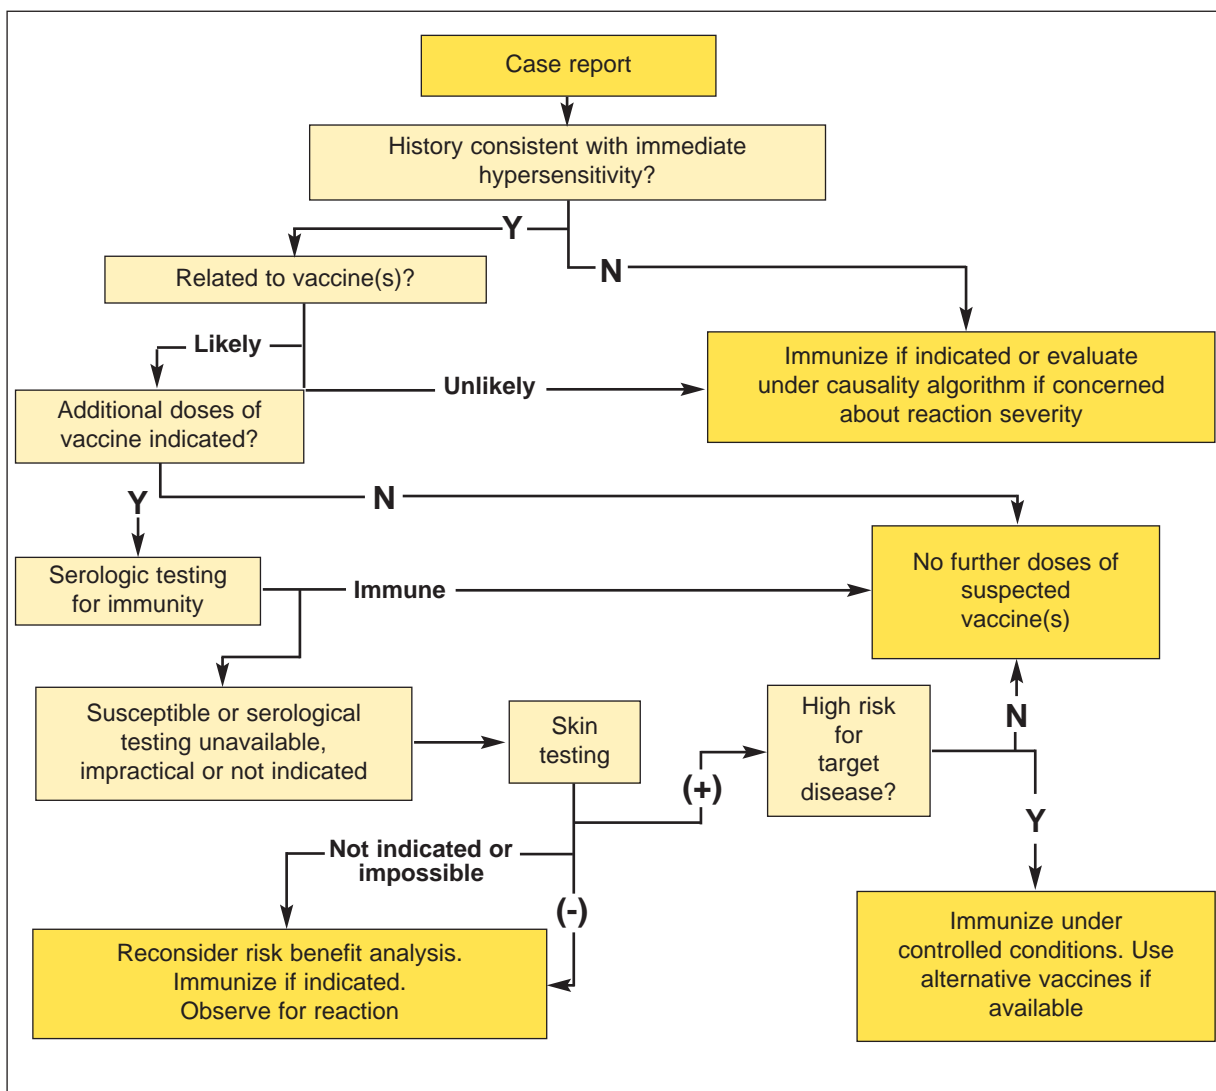 Case report
History consistent with immediate
hypersensitivity?
Y
N
Related to vaccine(s)?
Likely
Unlikely
Immunize if indicated or evaluate
under causality algorithm if concerned
about reaction severity
Additional doses of
vaccine indicated?
Y
N
Serologic testing
for immunity
Immune
No further doses of
suspected
vaccine(s)
Susceptible or serological
testing unavailable,
impractical or not indicated
Skin
testing
(+)
High risk
for
target
disease?
N
Y
Not indicated or
impossible
(-)
Reconsider risk benefit analysis.
Immunize if indicated.
Observe for reaction
Immunize under
controlled conditions. Use
alternative vaccines if
available